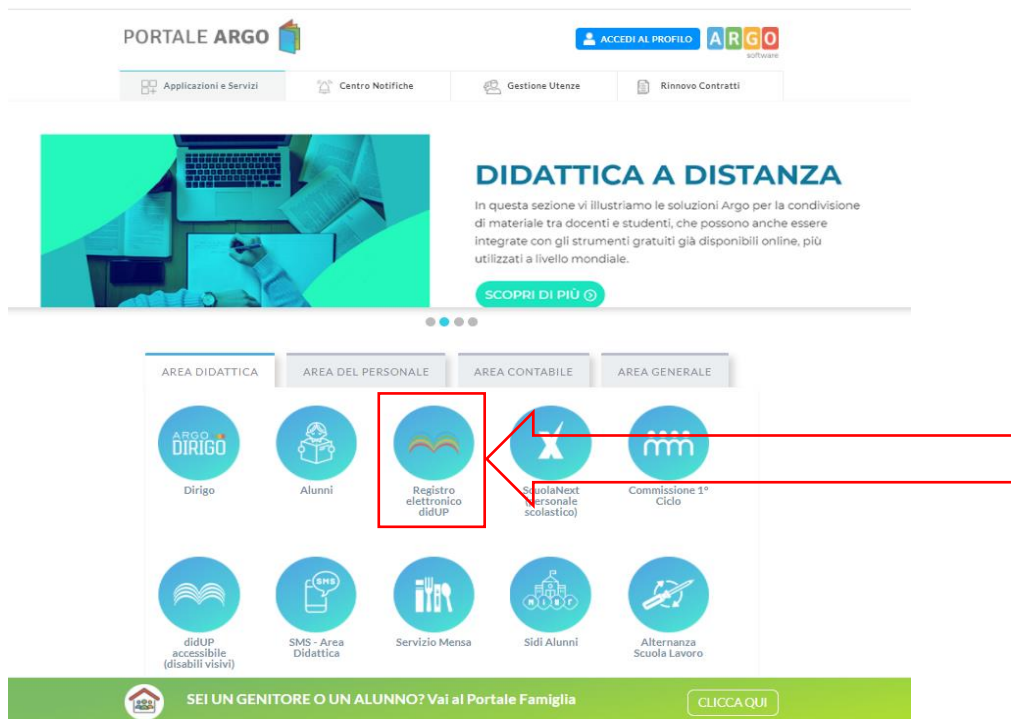 PORTALE ARGO
ACCEDI AL PROFILO
ARGO
software
Applicazioni e Servizi
Centro Notifiche
Gestione Utenze
Rinnovo Contratti
DIDATTICA A DISTANZA
In questa sezione vi illustriamo le soluzioni Argo per la condivisione
di materiale tra docenti e studenti, che possono anche essere
integrate con gli strumenti gratuiti già disponibili online, più
utilizzati a livello mondiale.
SCOPRI DI PIÙ
AREA DIDATTICA
AREA DEL PERSONALE
AREA CONTABILE
AREA GENERALE
ARGO
DIRIGO
Dirigo
Alunni
Registro
elettronico
didUP
ScuolaNext
(personale
scolastico)
Commissione 1°
Ciclo
didUP
accessibile
(disabili visivi)
SMS
SMS - Area
Didattica
Servizio Mensa
MIUR
Sidi Alunni
Alternanza
Scuola Lavoro
SEI UN GENITORE O UN ALUNNO? Vai al Portale Famiglia
CLICCA QUI